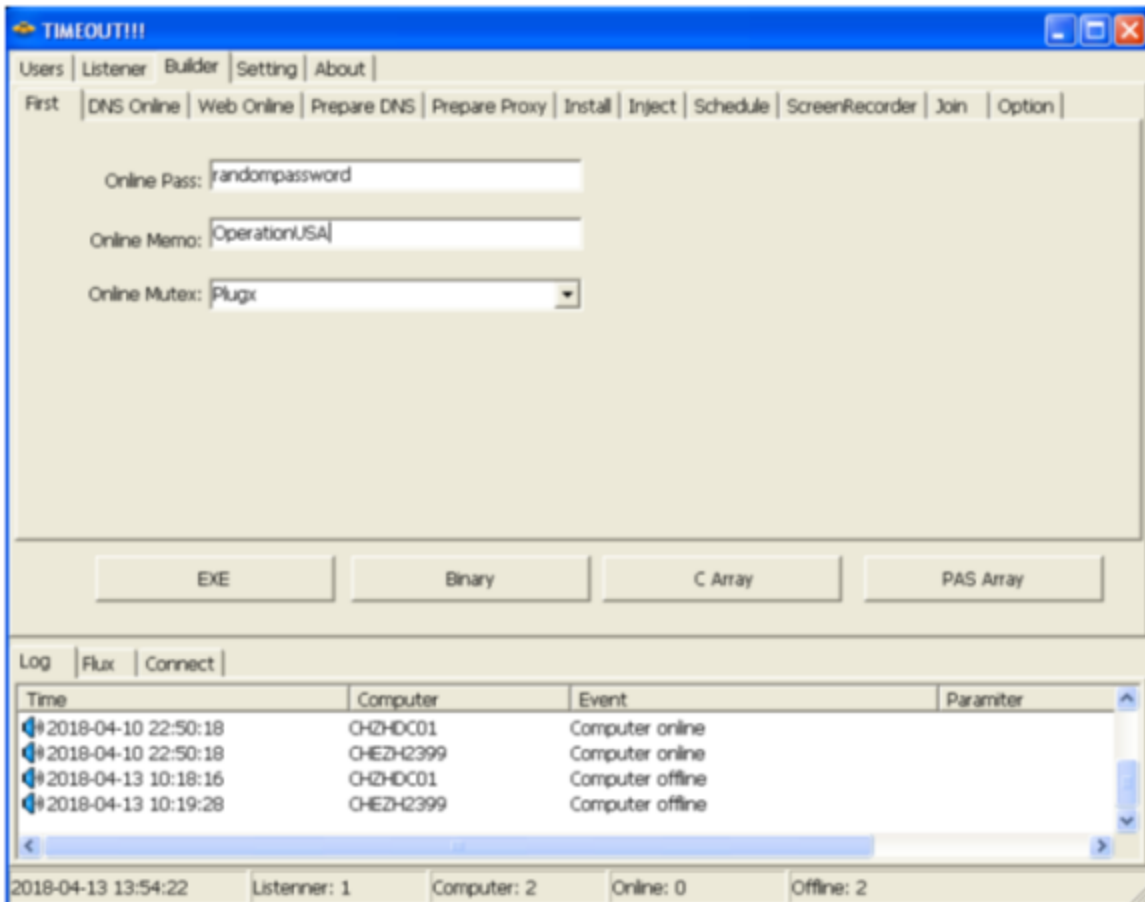 TIMEOUT!!!
Users Listener Builder Setting About
First DNS Online Web Online Prepare DNS Prepare Proxy Install Inject Schedule ScreenRecorder Join Option
Online Pass: randompassword
Online Memo: OperationUSA
Online Mutex: Plugx
EXE Binary C Array PAS Array
Log Flux Connect
Time Computer Event Paramiter
2018-04-10 22:50:18 CHZHDC01 Computer online
2018-04-10 22:50:18 CHEZH2399 Computer online
2018-04-13 10:18:16 CHZHDC01 Computer offline
2018-04-13 10:19:28 CHEZH2399 Computer offline
2018-04-13 13:54:22 Listenner: 1 Computer: 2 Online: 0 Offline: 2